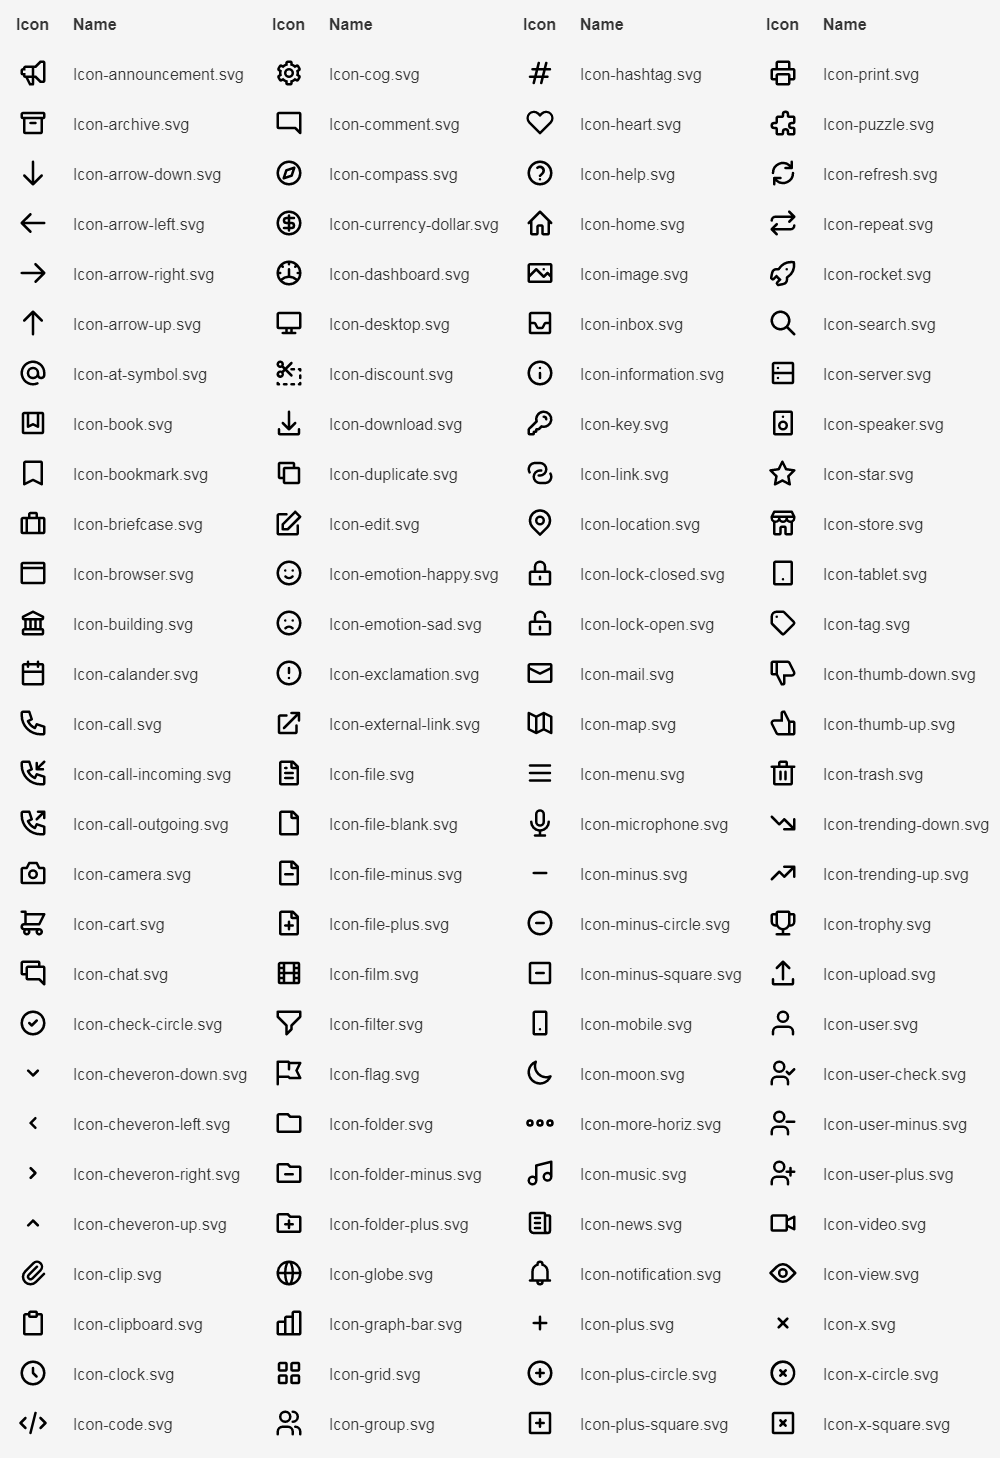 Icon Name Icon Name Icon Name Icon Name
Icon-announcement.svg Icon-cog.svg Icon-hashtag.svg Icon-print.svg
Icon-archive.svg Icon-comment.svg Icon-heart.svg Icon-puzzle.svg
Icon-arrow-down.svg Icon-compass.svg Icon-help.svg Icon-refresh.svg
Icon-arrow-left.svg Icon-currency-dollar.svg Icon-home.svg Icon-repeat.svg
Icon-arrow-right.svg Icon-dashboard.svg Icon-image.svg Icon-rocket.svg
Icon-arrow-up.svg Icon-desktop.svg Icon-inbox.svg Icon-search.svg
Icon-at-symbol.svg Icon-discount.svg Icon-information.svg Icon-server.svg
Icon-book.svg Icon-download.svg Icon-key.svg Icon-speaker.svg
Icon-bookmark.svg Icon-duplicate.svg Icon-link.svg Icon-star.svg
Icon-briefcase.svg Icon-edit.svg Icon-location.svg Icon-store.svg
Icon-browser.svg Icon-emotion-happy.svg Icon-lock-closed.svg Icon-tablet.svg
Icon-building.svg Icon-emotion-sad.svg Icon-lock-open.svg Icon-tag.svg
Icon-calander.svg Icon-exclamation.svg Icon-mail.svg Icon-thumb-down.svg
Icon-call.svg Icon-external-link.svg Icon-map.svg Icon-thumb-up.svg
Icon-call-incoming.svg Icon-file.svg Icon-menu.svg Icon-trash.svg
Icon-call-outgoing.svg Icon-file-blank.svg Icon-microphone.svg Icon-trending-down.svg
Icon-camera.svg Icon-file-minus.svg Icon-minus.svg Icon-trending-up.svg
Icon-cart.svg Icon-file-plus.svg Icon-minus-circle.svg Icon-trophy.svg
Icon-chat.svg Icon-film.svg Icon-minus-square.svg Icon-upload.svg
Icon-check-circle.svg Icon-filter.svg Icon-mobile.svg Icon-user.svg
Icon-cheveron-down.svg Icon-flag.svg Icon-moon.svg Icon-user-check.svg
Icon-cheveron-left.svg Icon-folder.svg Icon-more-horiz.svg Icon-user-minus.svg
Icon-cheveron-right.svg Icon-folder-minus.svg Icon-music.svg Icon-user-plus.svg
Icon-cheveron-up.svg Icon-folder-plus.svg Icon-news.svg Icon-video.svg
Icon-clip.svg Icon-globe.svg Icon-notification.svg Icon-view.svg
Icon-clipboard.svg Icon-graph-bar.svg Icon-plus.svg Icon-x.svg
Icon-clock.svg Icon-grid.svg Icon-plus-circle.svg Icon-x-circle.svg
Icon-code.svg Icon-group.svg Icon-plus-square.svg Icon-x-square.svg